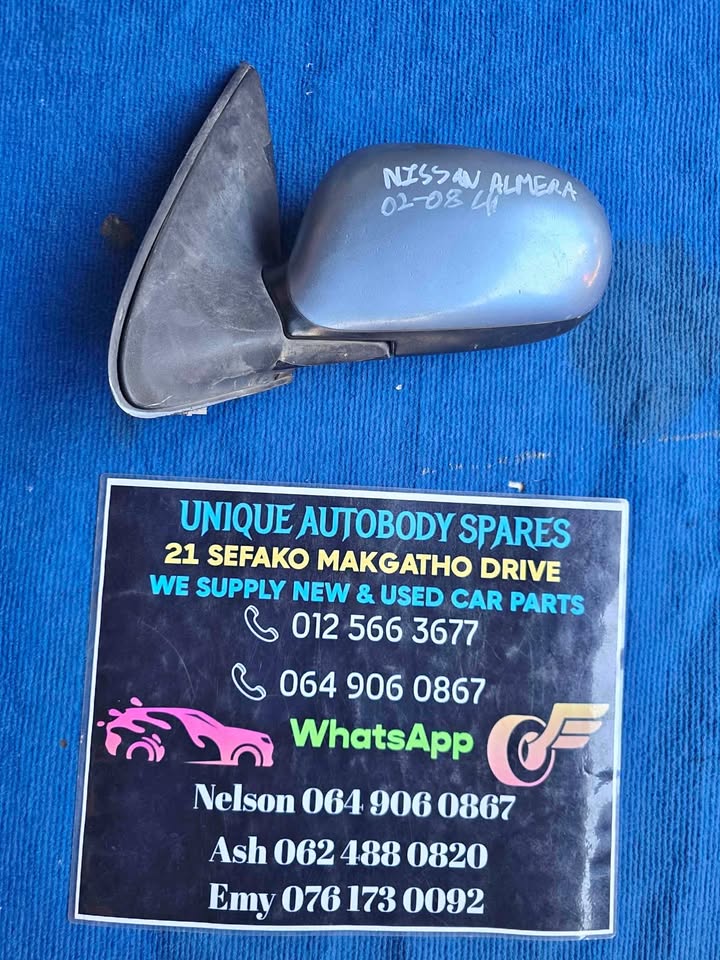 NISSAN ALMERA
02-08 LH
UNIQUE AUTOBODY SPARES
21 SEFAKO MAKGATHO DRIVE
WE SUPPLY NEW & USED CAR PARTS
012 566 3677
064 906 0867
WhatsApp
Nelson 064 906 0867
Ash 062 488 0820
Emy 076 173 0092